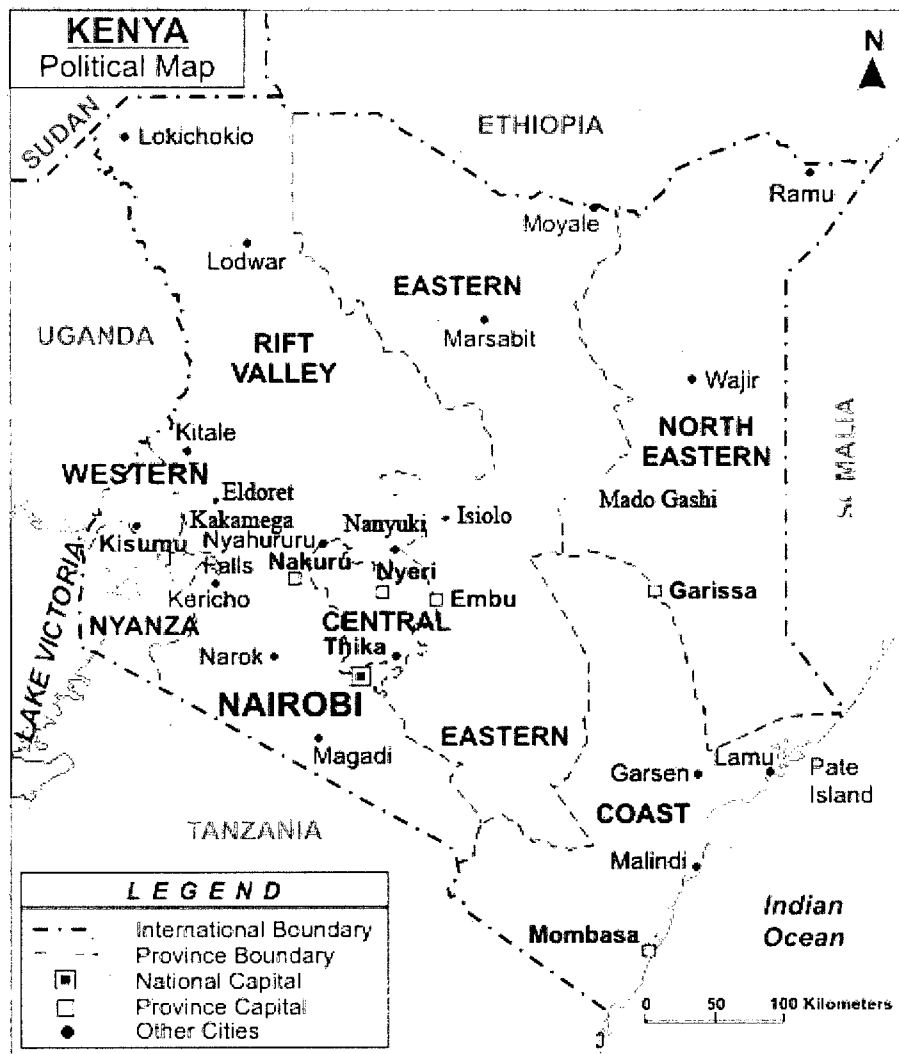 KENYA
Political Map
N
SUDAN
Lokichokio
ETHIOPIA
Ramu
Moyale
Lodwar
EASTERN
Marsabit
UGANDA
RIFT
VALLEY
Wajir
Kitale
NORTH
EASTERN
WESTERN
Eldoret
Mado Gashi
Kakamega
Nanyuki
Isiolo
Kisumu
Nyahururu
Falls
Nakuru
Nyeri
Kericho
Embu
Garissa
LAKE VICTORIA
NYANZA
CENTRAL
Thika
Narok
NAIROBI
EASTERN
Magadi
Garsen
Lamu
Pate
Island
COAST
TANZANIA
Malindi
Indian
Ocean
Mombasa
LEGEND
International Boundary
Province Boundary
National Capital
Province Capital
Other Cities
0 50 100 Kilometers